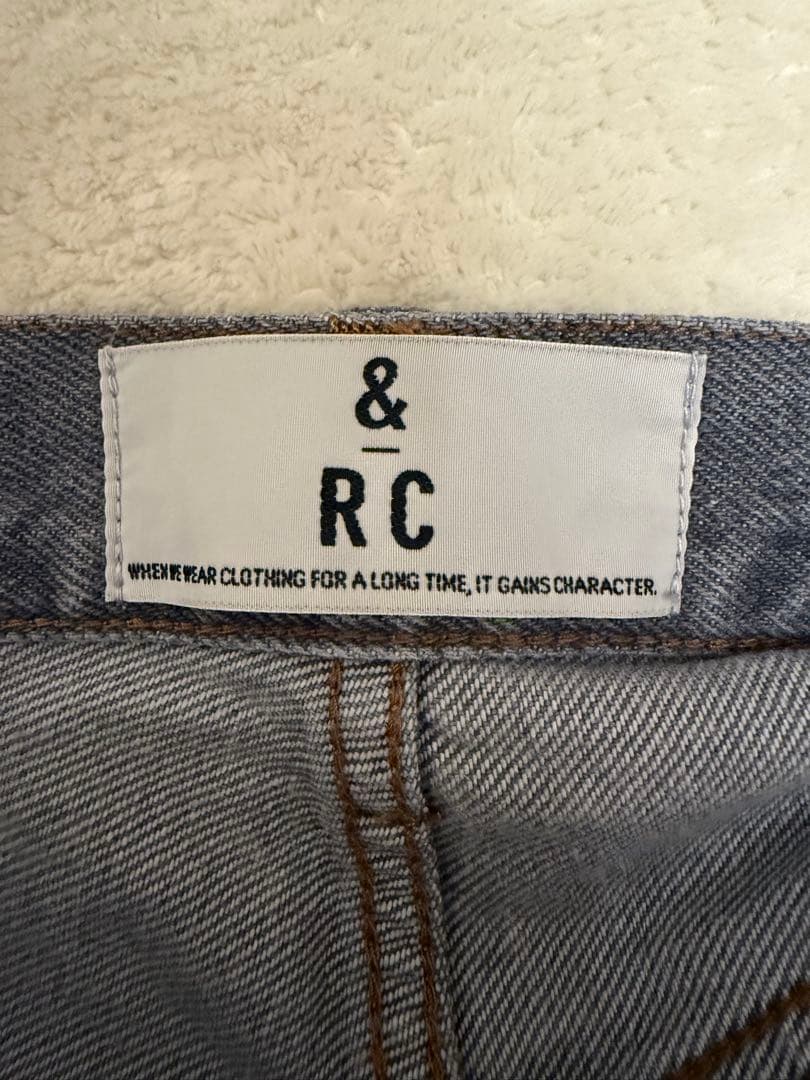 &
RC
WHEN WE WEAR CLOTHING FOR A LONG TIME, IT GAINS CHARACTER.